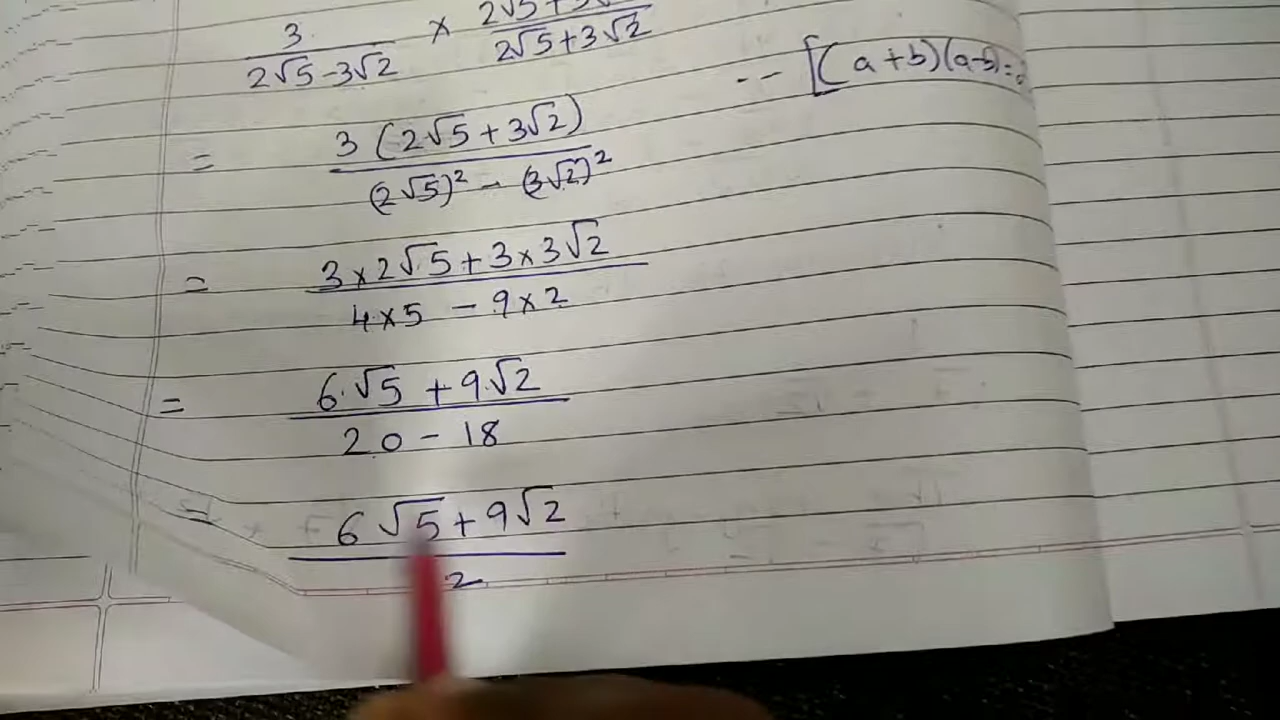 3 / (2√5 - 3√2) × (2√5 + 3√2) / (2√5 + 3√2) -- [(a+b)(a-b)=
= 3 (2√5 + 3√2) / (2√5)² - (3√2)²
= 3×2√5 + 3×3√2 / 4×5 - 9×2
= 6√5 + 9√2 / 20 - 18
= 6√5 + 9√2 / 2